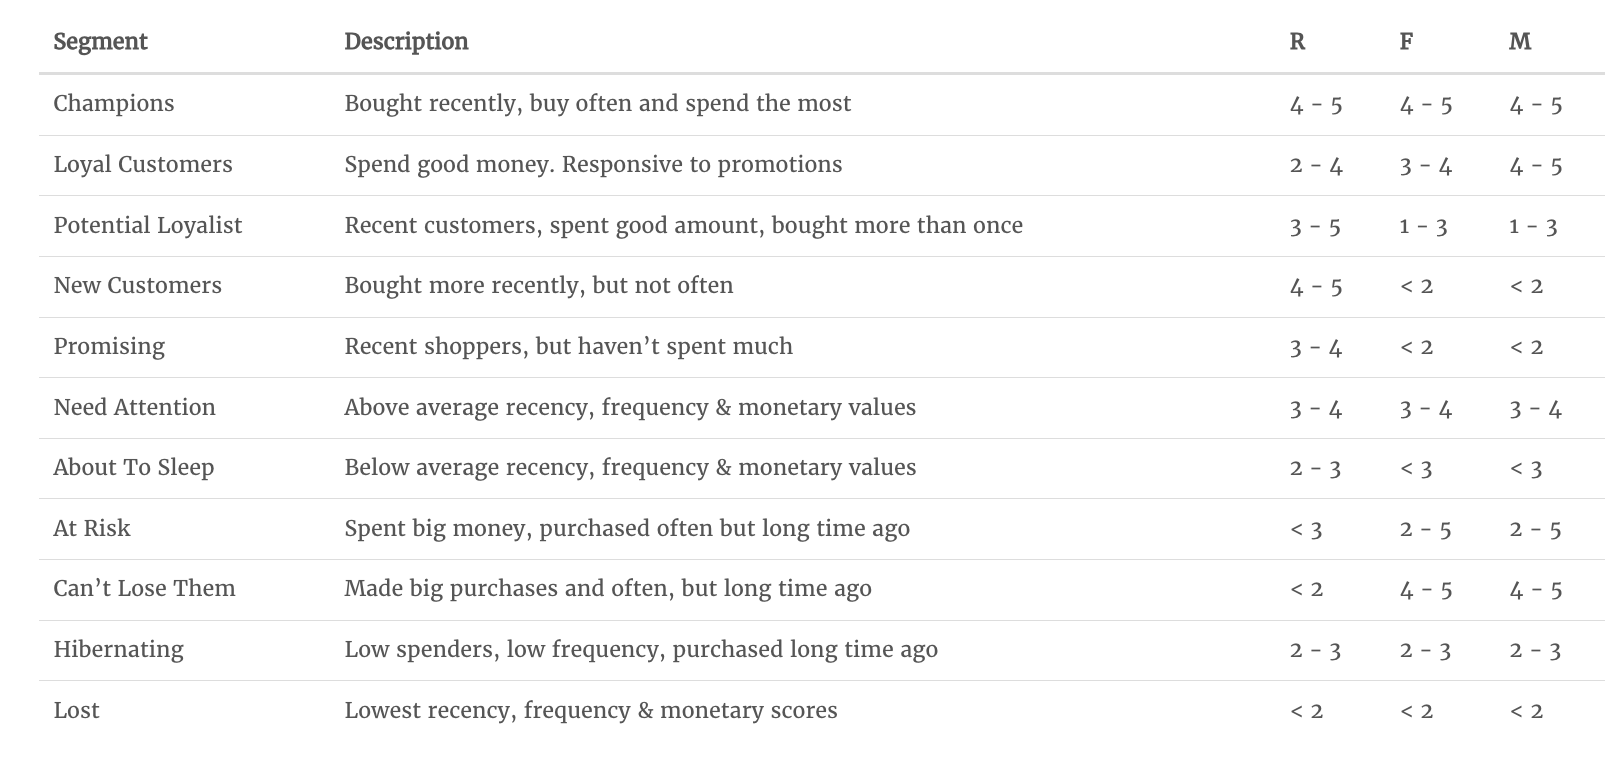 Segment Description R F M
Champions Bought recently, buy often and spend the most 4 - 5 4 - 5 4 - 5
Loyal Customers Spend good money. Responsive to promotions 2 - 4 3 - 4 4 - 5
Potential Loyalist Recent customers, spent good amount, bought more than once 3 - 5 1 - 3 1 - 3
New Customers Bought more recently, but not often 4 - 5 < 2 < 2
Promising Recent shoppers, but haven’t spent much 3 - 4 < 2 < 2
Need Attention Above average recency, frequency & monetary values 3 - 4 3 - 4 3 - 4
About To Sleep Below average recency, frequency & monetary values 2 - 3 < 3 < 3
At Risk Spent big money, purchased often but long time ago < 3 2 - 5 2 - 5
Can’t Lose Them Made big purchases and often, but long time ago < 2 4 - 5 4 - 5
Hibernating Low spenders, low frequency, purchased long time ago 2 - 3 2 - 3 2 - 3
Lost Lowest recency, frequency & monetary scores < 2 < 2 < 2